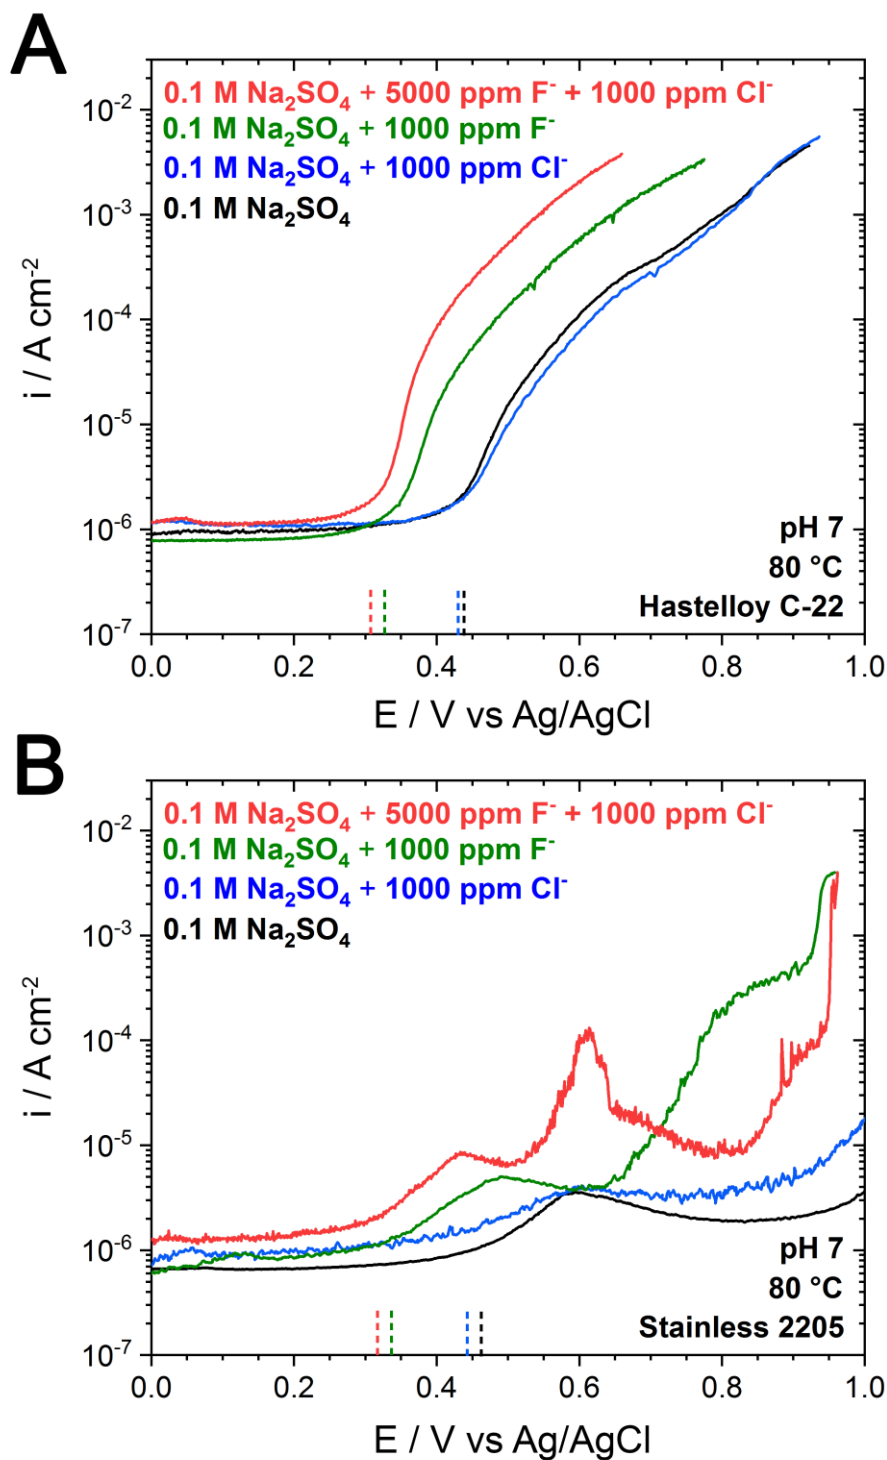 A
0.1 M Na₂SO₄ + 5000 ppm F⁻ + 1000 ppm Cl⁻
0.1 M Na₂SO₄ + 1000 ppm F⁻
0.1 M Na₂SO₄ + 1000 ppm Cl⁻
0.1 M Na₂SO₄
10⁻²
10⁻³
10⁻⁴
10⁻⁵
10⁻⁶
10⁻⁷
i / A cm⁻²
pH 7
80 °C
Hastelloy C-22
0.0 0.2 0.4 0.6 0.8 1.0
E / V vs Ag/AgCl
B
0.1 M Na₂SO₄ + 5000 ppm F⁻ + 1000 ppm Cl⁻
0.1 M Na₂SO₄ + 1000 ppm F⁻
0.1 M Na₂SO₄ + 1000 ppm Cl⁻
0.1 M Na₂SO₄
10⁻²
10⁻³
10⁻⁴
10⁻⁵
10⁻⁶
10⁻⁷
i / A cm⁻²
pH 7
80 °C
Stainless 2205
0.0 0.2 0.4 0.6 0.8 1.0
E / V vs Ag/AgCl